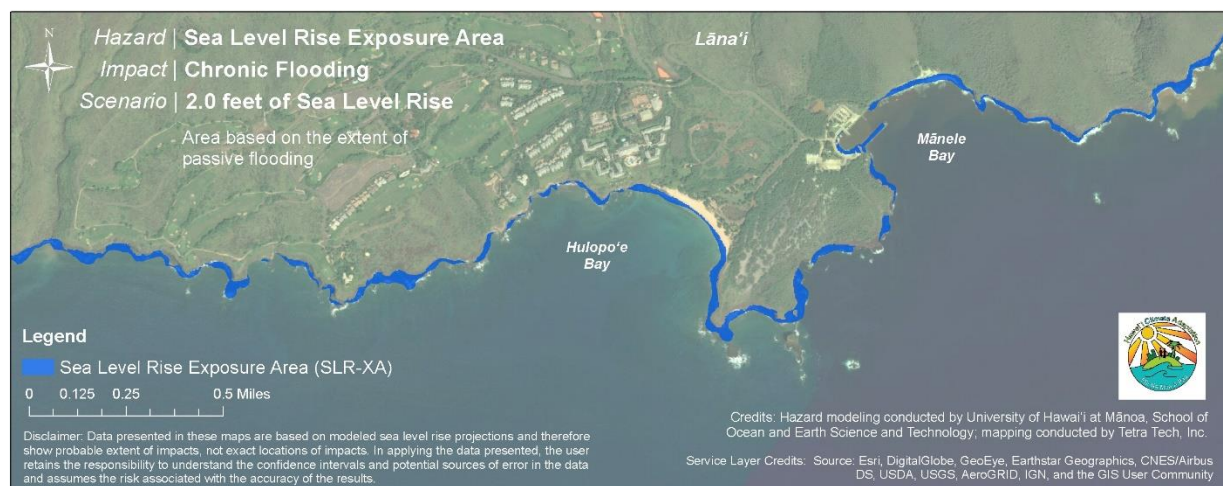 N
Hazard | Sea Level Rise Exposure Area
Impact | Chronic Flooding
Scenario | 2.0 feet of Sea Level Rise
Area based on the extent of
passive flooding
Lāna'i
Mānele
Bay
Hulopo'e
Bay
Legend
Sea Level Rise Exposure Area (SLR-XA)
0 0.125 0.25 0.5 Miles
Disclaimer: Data presented in these maps are based on modeled sea level rise projections and therefore
show probable extent of impacts, not exact locations of impacts. In applying the data presented, the user
retains the responsibility to understand the confidence intervals and potential sources of error in the data
and assumes the risk associated with the accuracy of the results.
Hawai'i Climate Adaptation
Credits: Hazard modeling conducted by University of Hawai'i at Mānoa, School of
Ocean and Earth Science and Technology; mapping conducted by Tetra Tech, Inc.
Service Layer Credits: Source: Esri, DigitalGlobe, GeoEye, Earthstar Geographics, CNES/Airbus
DS, USDA, USGS, AeroGRID, IGN, and the GIS User Community